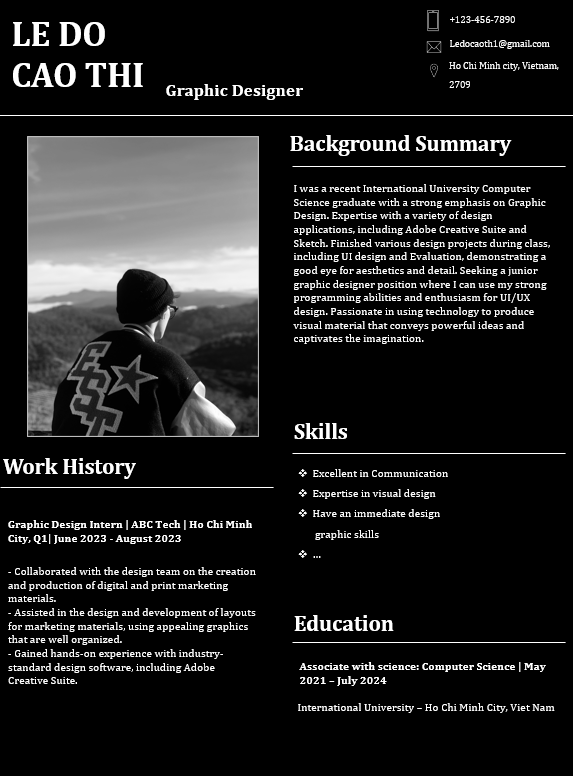 LE DO
CAO THI
Graphic Designer
+123-456-7890
Ledocaoth1@gmail.com
Ho Chi Minh city, Vietnam,
2709
Background Summary
I was a recent International University Computer
Science graduate with a strong emphasis on Graphic
Design. Expertise with a variety of design
applications, including Adobe Creative Suite and
Sketch. Finished various design projects during class,
including UI design and Evaluation, demonstrating a
good eye for aesthetics and detail. Seeking a junior
graphic designer position where I can use my strong
programming abilities and enthusiasm for UI/UX
design. Passionate in using technology to produce
visual material that conveys powerful ideas and
captivates the imagination.
EST
Skills
❖ Excellent in Communication
❖ Expertise in visual design
❖ Have an immediate design
graphic skills
❖ ...
Work History
Graphic Design Intern | ABC Tech | Ho Chi Minh
City, Q1| June 2023 - August 2023
- Collaborated with the design team on the creation
and production of digital and print marketing
materials.
- Assisted in the design and development of layouts
for marketing materials, using appealing graphics
that are well organized.
- Gained hands-on experience with industry-
standard design software, including Adobe
Creative Suite.
Education
Associate with science: Computer Science | May
2021 – July 2024
International University – Ho Chi Minh City, Viet Nam